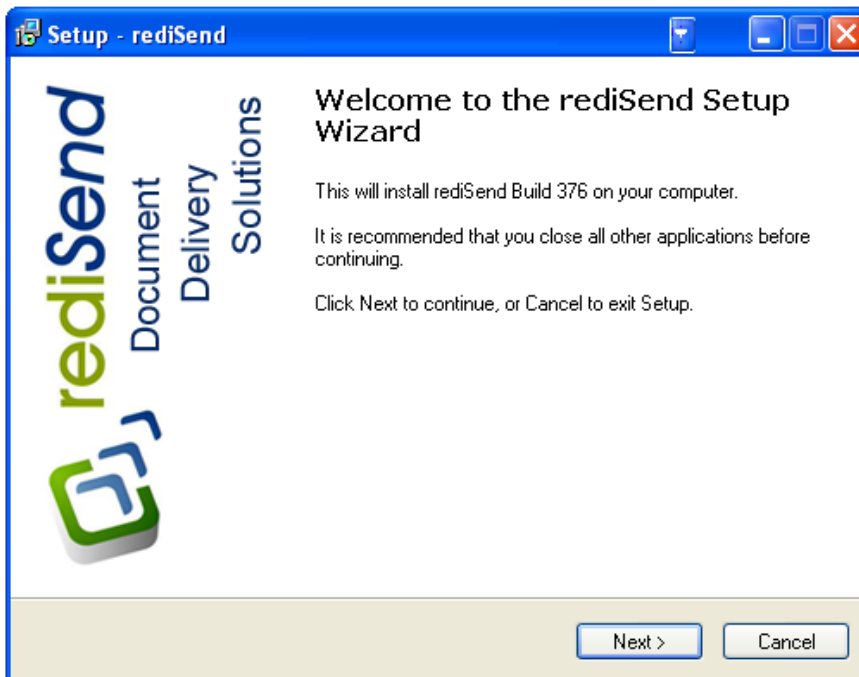 Setup - rediSend
rediSend
Document
Delivery
Solutions
Welcome to the rediSend Setup
Wizard
This will install rediSend Build 376 on your computer.
It is recommended that you close all other applications before
continuing.
Click Next to continue, or Cancel to exit Setup.
Next >
Cancel